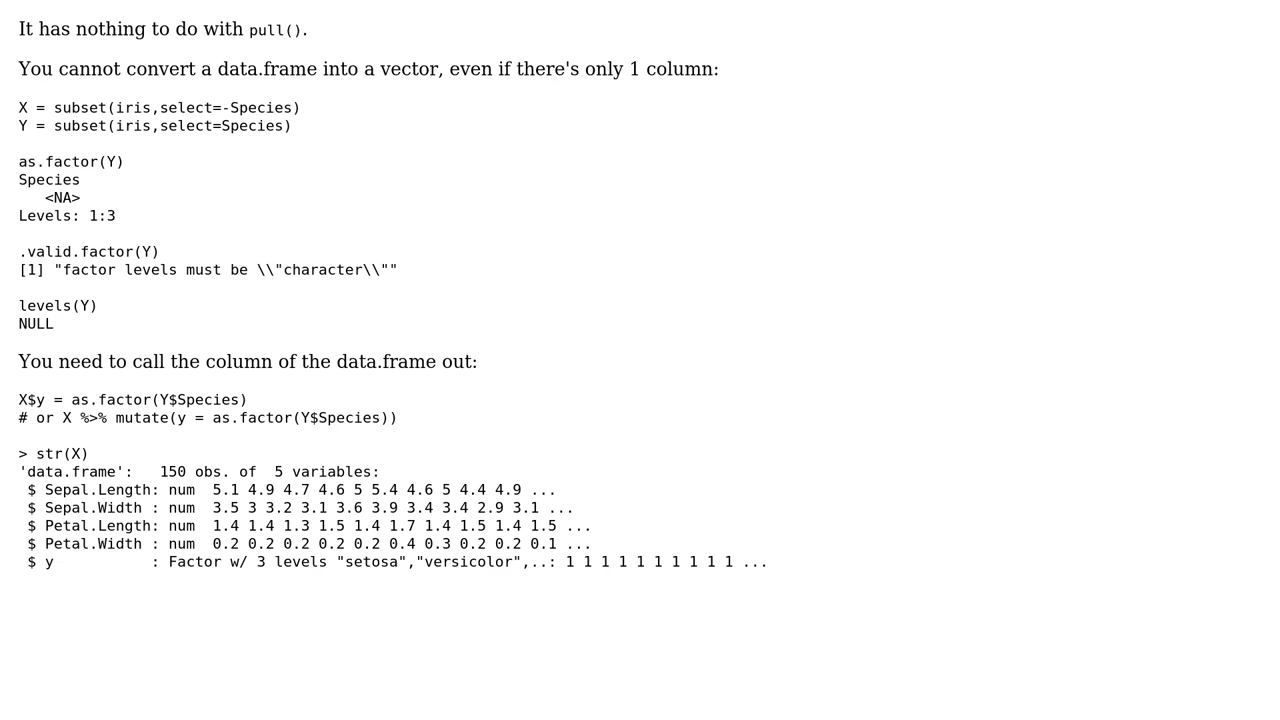 It has nothing to do with pull().
You cannot convert a data.frame into a vector, even if there's only 1 column:
X = subset(iris,select=-Species)
Y = subset(iris,select=Species)
as.factor(Y)
Species
   <NA>
Levels: 1:3
.valid.factor(Y)
[1] "factor levels must be \\"character\\""
levels(Y)
NULL
You need to call the column of the data.frame out:
X$y = as.factor(Y$Species)
# or X %>% mutate(y = as.factor(Y$Species))
> str(X)
'data.frame':   150 obs. of  5 variables:
 $ Sepal.Length: num  5.1 4.9 4.7 4.6 5 5.4 4.6 5 4.4 4.9 ...
 $ Sepal.Width : num  3.5 3 3.2 3.1 3.6 3.9 3.4 3.4 2.9 3.1 ...
 $ Petal.Length: num  1.4 1.4 1.3 1.5 1.4 1.7 1.4 1.5 1.4 1.5 ...
 $ Petal.Width : num  0.2 0.2 0.2 0.2 0.2 0.4 0.3 0.2 0.2 0.1 ...
 $ y           : Factor w/ 3 levels "setosa","versicolor",..: 1 1 1 1 1 1 1 1 1 1 ...